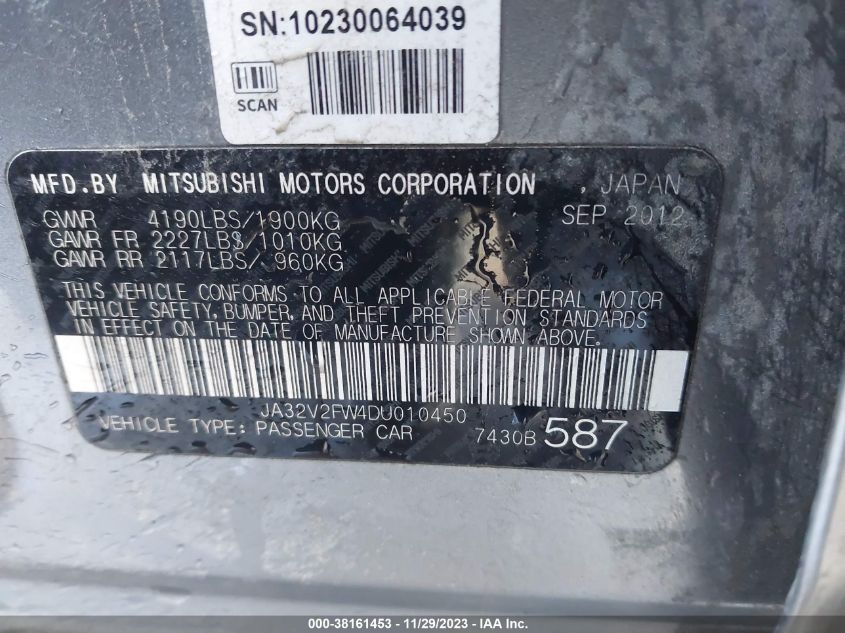 SN:10230064039
SCAN
MFD.BY MITSUBISHI MOTORS CORPORATION , JAPAN
GVWR 4190LBS/1900KG SEP 2012
GAWR FR 2227LBS/1010KG
GAWR RR 2117LBS/ 960KG
THIS VEHICLE CONFORMS TO ALL APPLICABLE FEDERAL MOTOR
VEHICLE SAFETY, BUMPER, AND THEFT PREVENTION STANDARDS
IN EFFECT ON THE DATE OF MANUFACTURE SHOWN ABOVE.
JA32V2FW4DU010450
VEHICLE TYPE: PASSENGER CAR 7430B 587
000-38161453 - 11/29/2023 - IAA Inc.